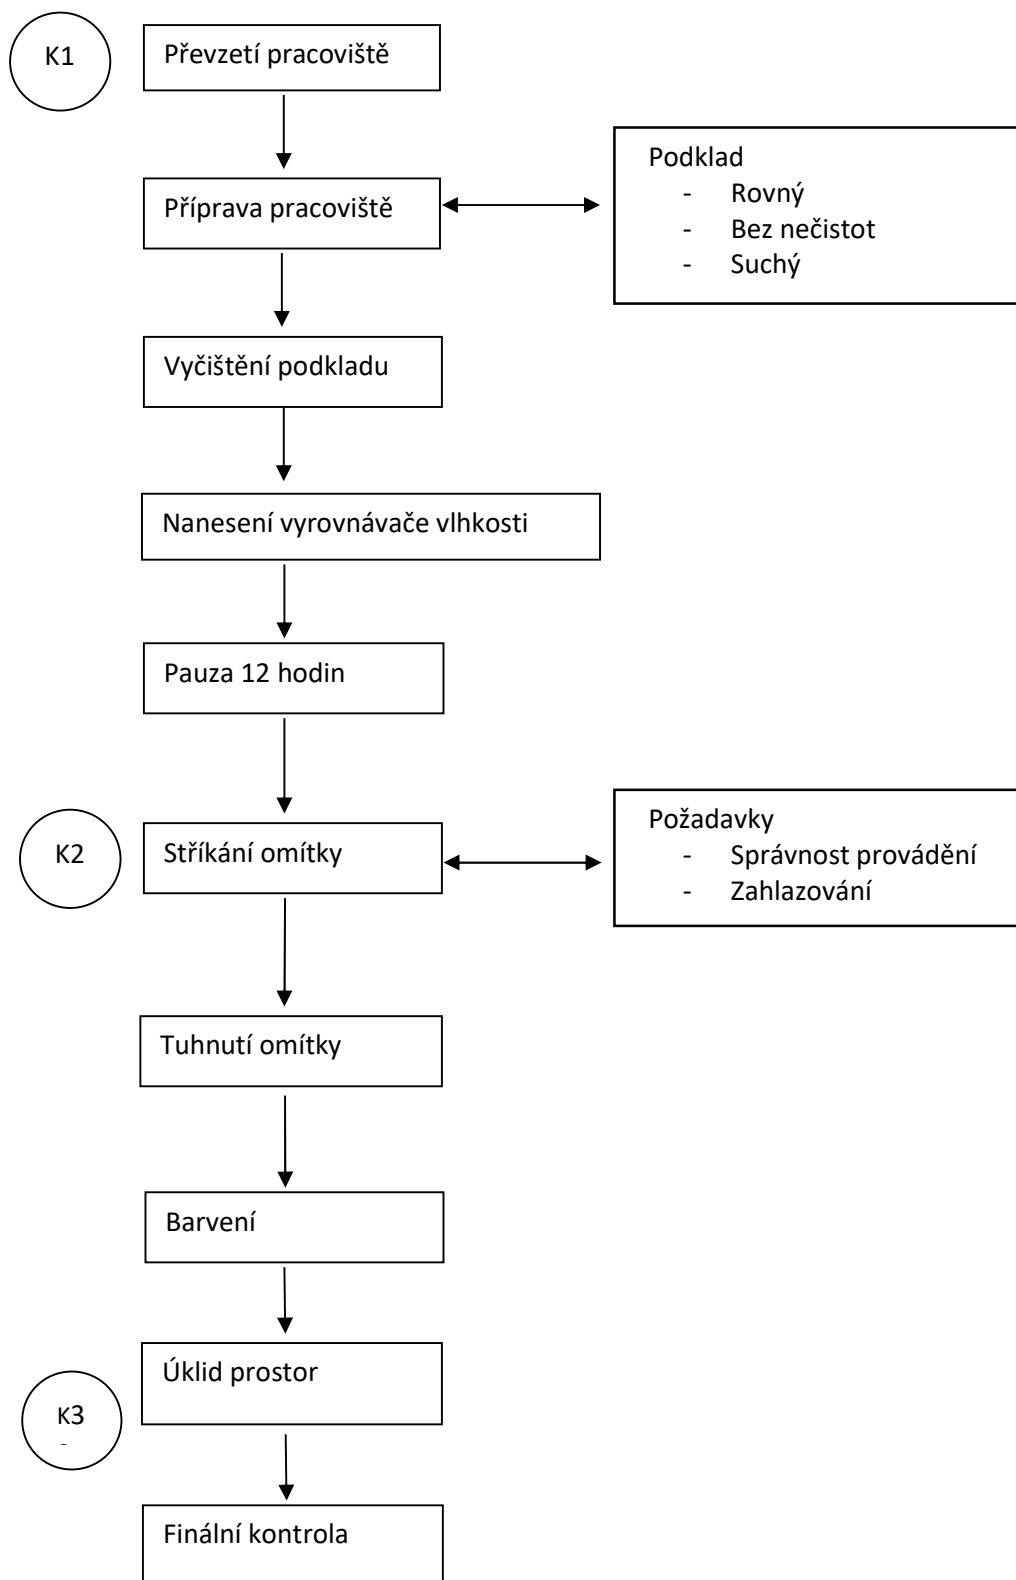 K1
Převzetí pracoviště
Příprava pracoviště
Podklad
- Rovný
- Bez nečistot
- Suchý
Vyčištění podkladu
Nanesení vyrovnávače vlhkosti
Pauza 12 hodin
K2
Stříkání omítky
Požadavky
- Správnost provádění
- Zahlazování
Tuhnutí omítky
Barvení
Úklid prostor
K3
Finální kontrola